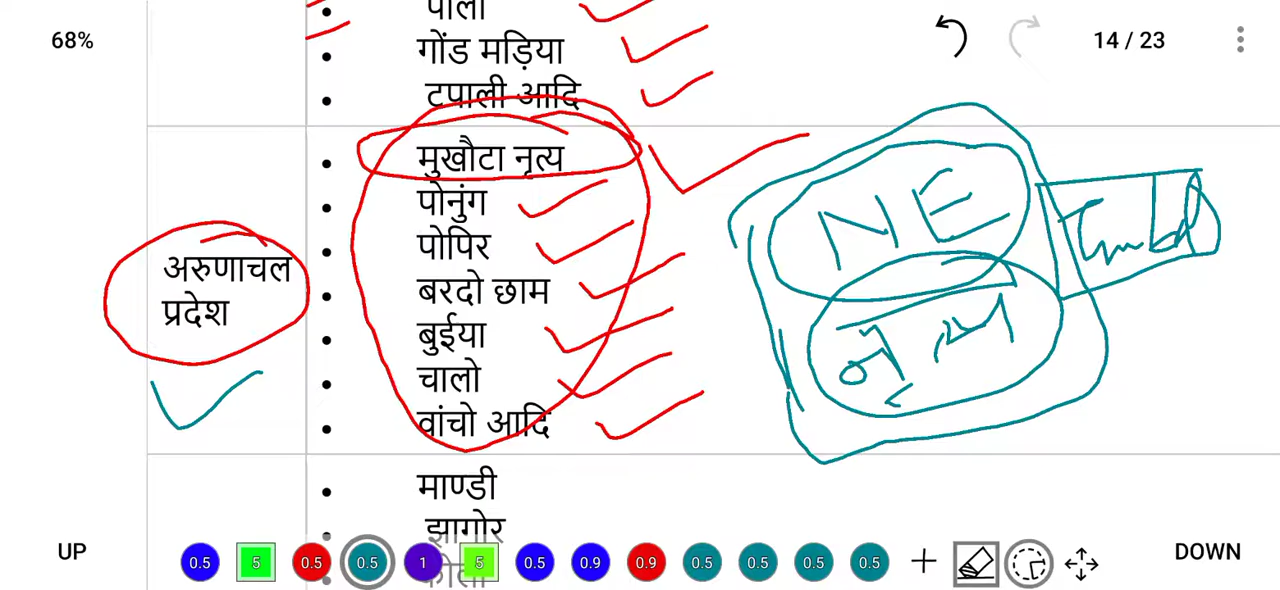 68%
14 / 23
पाली
गोंड मड़िया
टपाली आदि
मुखौटा नृत्य
पोनुंग
पोपिर
बरदो छाम
बुईया
चालो
वांचो आदि
अरुणाचल
प्रदेश
NE
माण्डी
झागोर
UP
0.5 5 0.5 0.5 1 5 0.5 0.9 0.9 0.5 0.5 0.5 0.5
DOWN